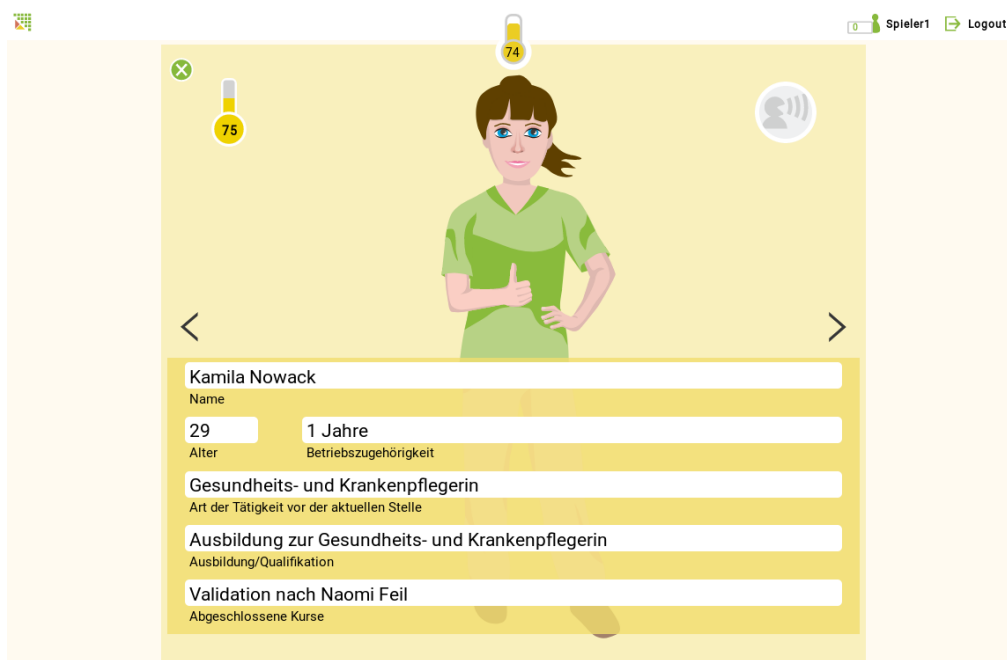 0 Spieler1 Logout
74
75
Kamila Nowack
Name
29 1 Jahre
Alter Betriebszugehörigkeit
Gesundheits- und Krankenpflegerin
Art der Tätigkeit vor der aktuellen Stelle
Ausbildung zur Gesundheits- und Krankenpflegerin
Ausbildung/Qualifikation
Validation nach Naomi Feil
Abgeschlossene Kurse